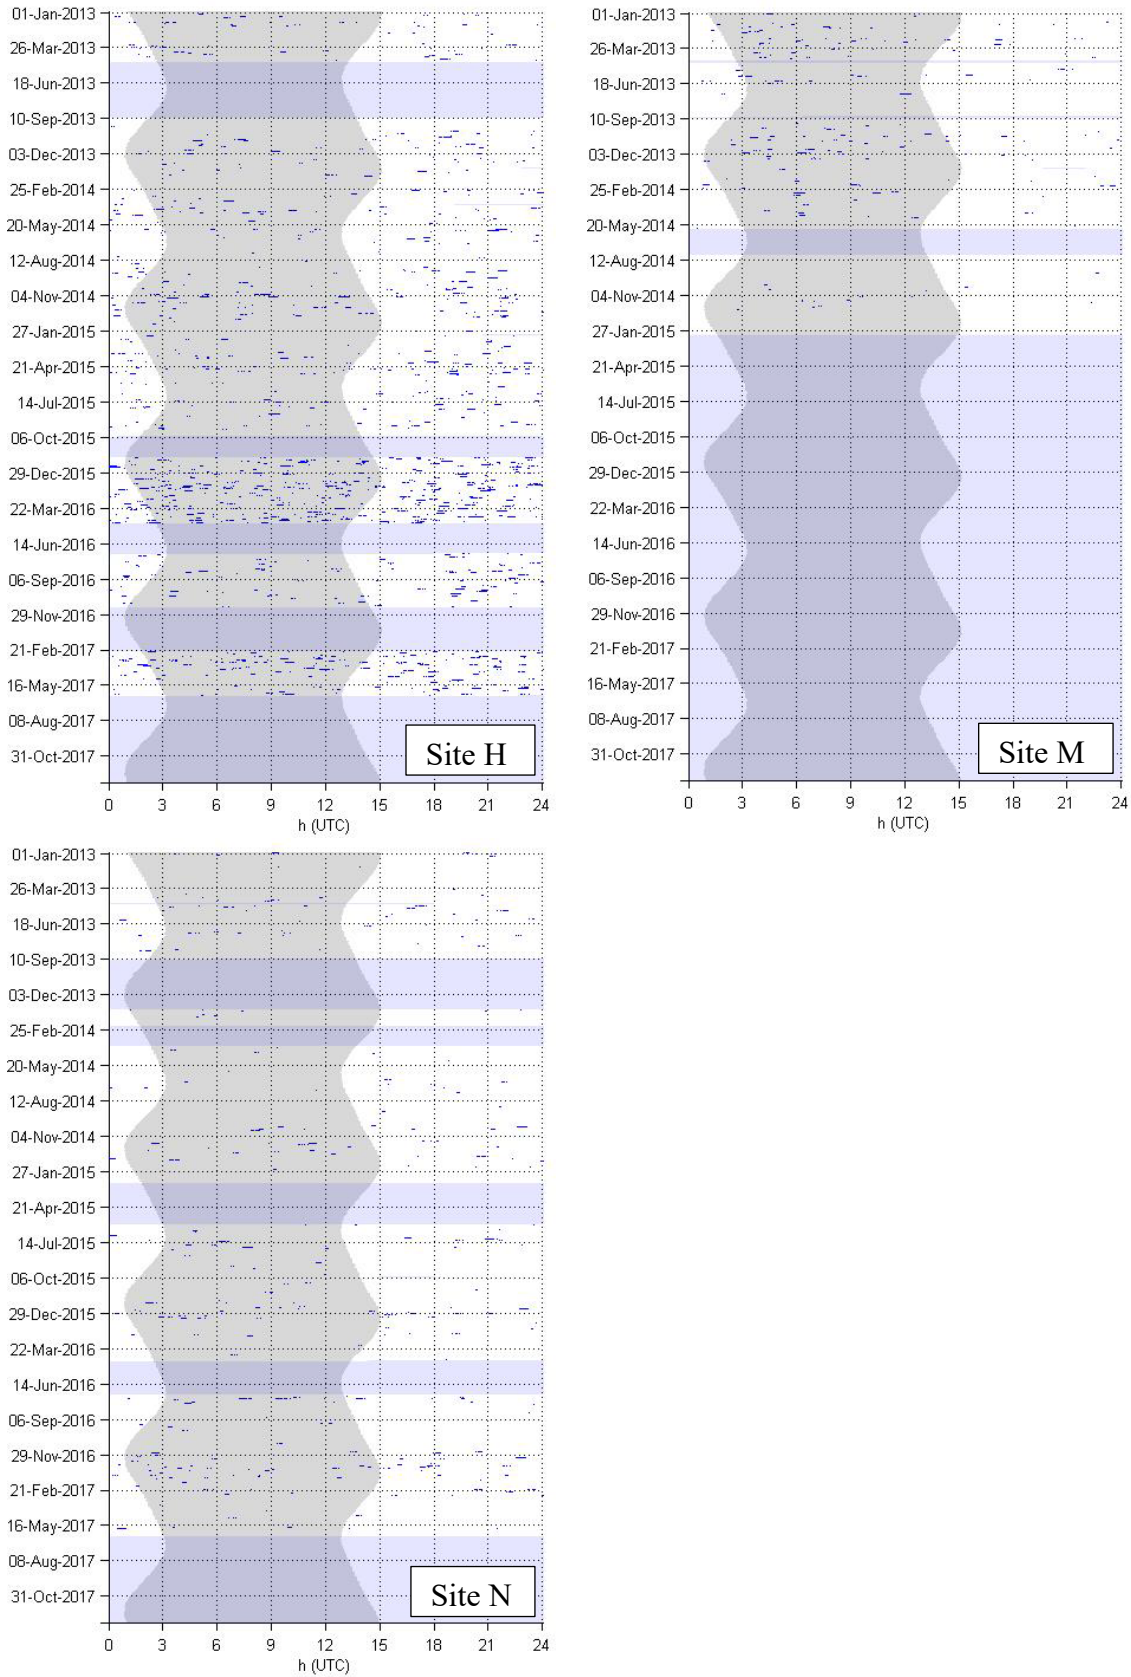 01-Jan-2013
26-Mar-2013
18-Jun-2013
10-Sep-2013
03-Dec-2013
25-Feb-2014
20-May-2014
12-Aug-2014
04-Nov-2014
27-Jan-2015
21-Apr-2015
14-Jul-2015
06-Oct-2015
29-Dec-2015
22-Mar-2016
14-Jun-2016
06-Sep-2016
29-Nov-2016
21-Feb-2017
16-May-2017
08-Aug-2017
31-Oct-2017
Site H
0 3 6 9 12 15 18 21 24
h (UTC)
01-Jan-2013
26-Mar-2013
18-Jun-2013
10-Sep-2013
03-Dec-2013
25-Feb-2014
20-May-2014
12-Aug-2014
04-Nov-2014
27-Jan-2015
21-Apr-2015
14-Jul-2015
06-Oct-2015
29-Dec-2015
22-Mar-2016
14-Jun-2016
06-Sep-2016
29-Nov-2016
21-Feb-2017
16-May-2017
08-Aug-2017
31-Oct-2017
Site M
0 3 6 9 12 15 18 21 24
h (UTC)
01-Jan-2013
26-Mar-2013
18-Jun-2013
10-Sep-2013
03-Dec-2013
25-Feb-2014
20-May-2014
12-Aug-2014
04-Nov-2014
27-Jan-2015
21-Apr-2015
14-Jul-2015
06-Oct-2015
29-Dec-2015
22-Mar-2016
14-Jun-2016
06-Sep-2016
29-Nov-2016
21-Feb-2017
16-May-2017
08-Aug-2017
31-Oct-2017
Site N
0 3 6 9 12 15 18 21 24
h (UTC)